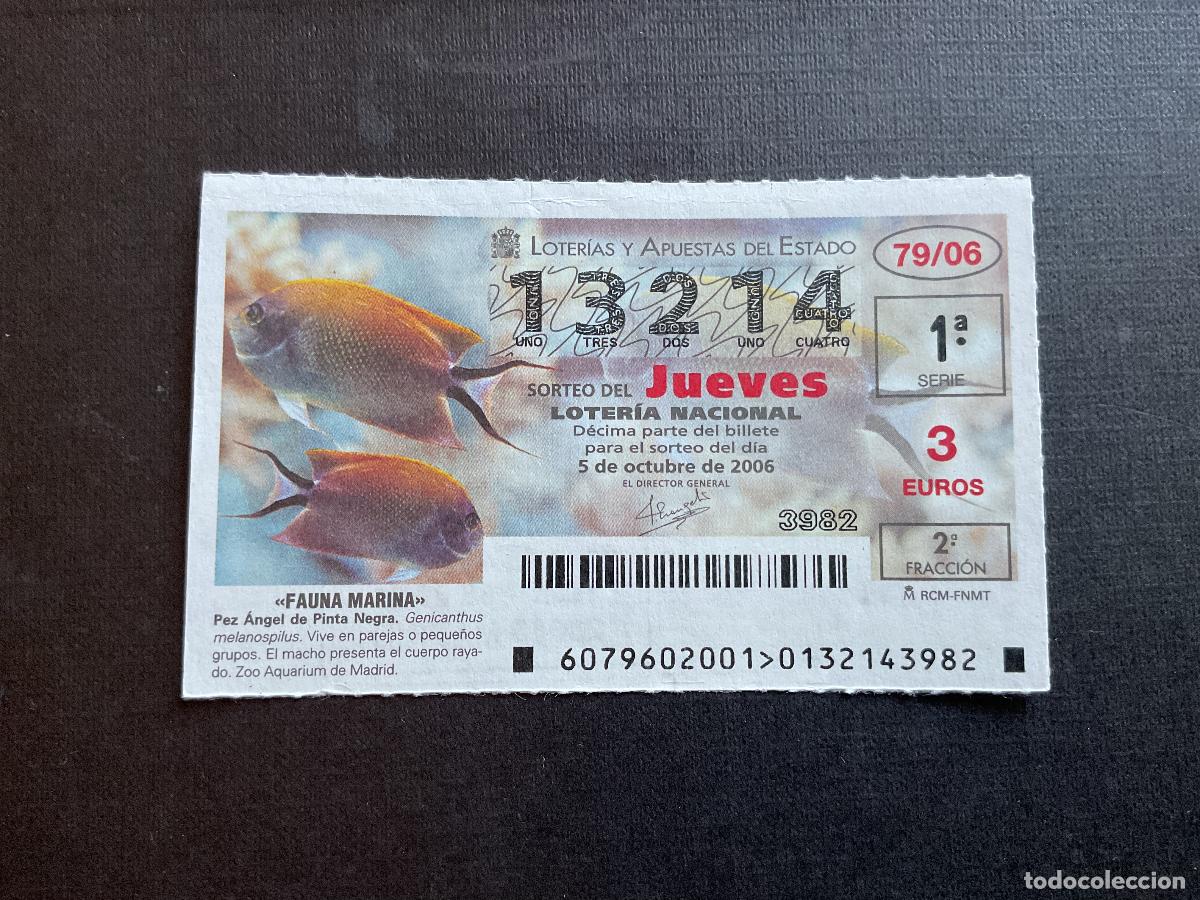 LOTERÍAS Y APUESTAS DEL ESTADO
79/06
13214
UNO TRES DOS UNO CUATRO
1ª
SERIE
SORTEO DEL Jueves
LOTERÍA NACIONAL
Décima parte del billete
para el sorteo del día
5 de octubre de 2006
EL DIRECTOR GENERAL
3982
3
EUROS
2ª
FRACCIÓN
RCM-FNMT
«FAUNA MARINA»
Pez Ángel de Pinta Negra. Genicanthus
melanospilus. Vive en parejas o pequeños
grupos. El macho presenta el cuerpo raya-
do. Zoo Aquarium de Madrid.
6079602001>0132143982
todocoleccion